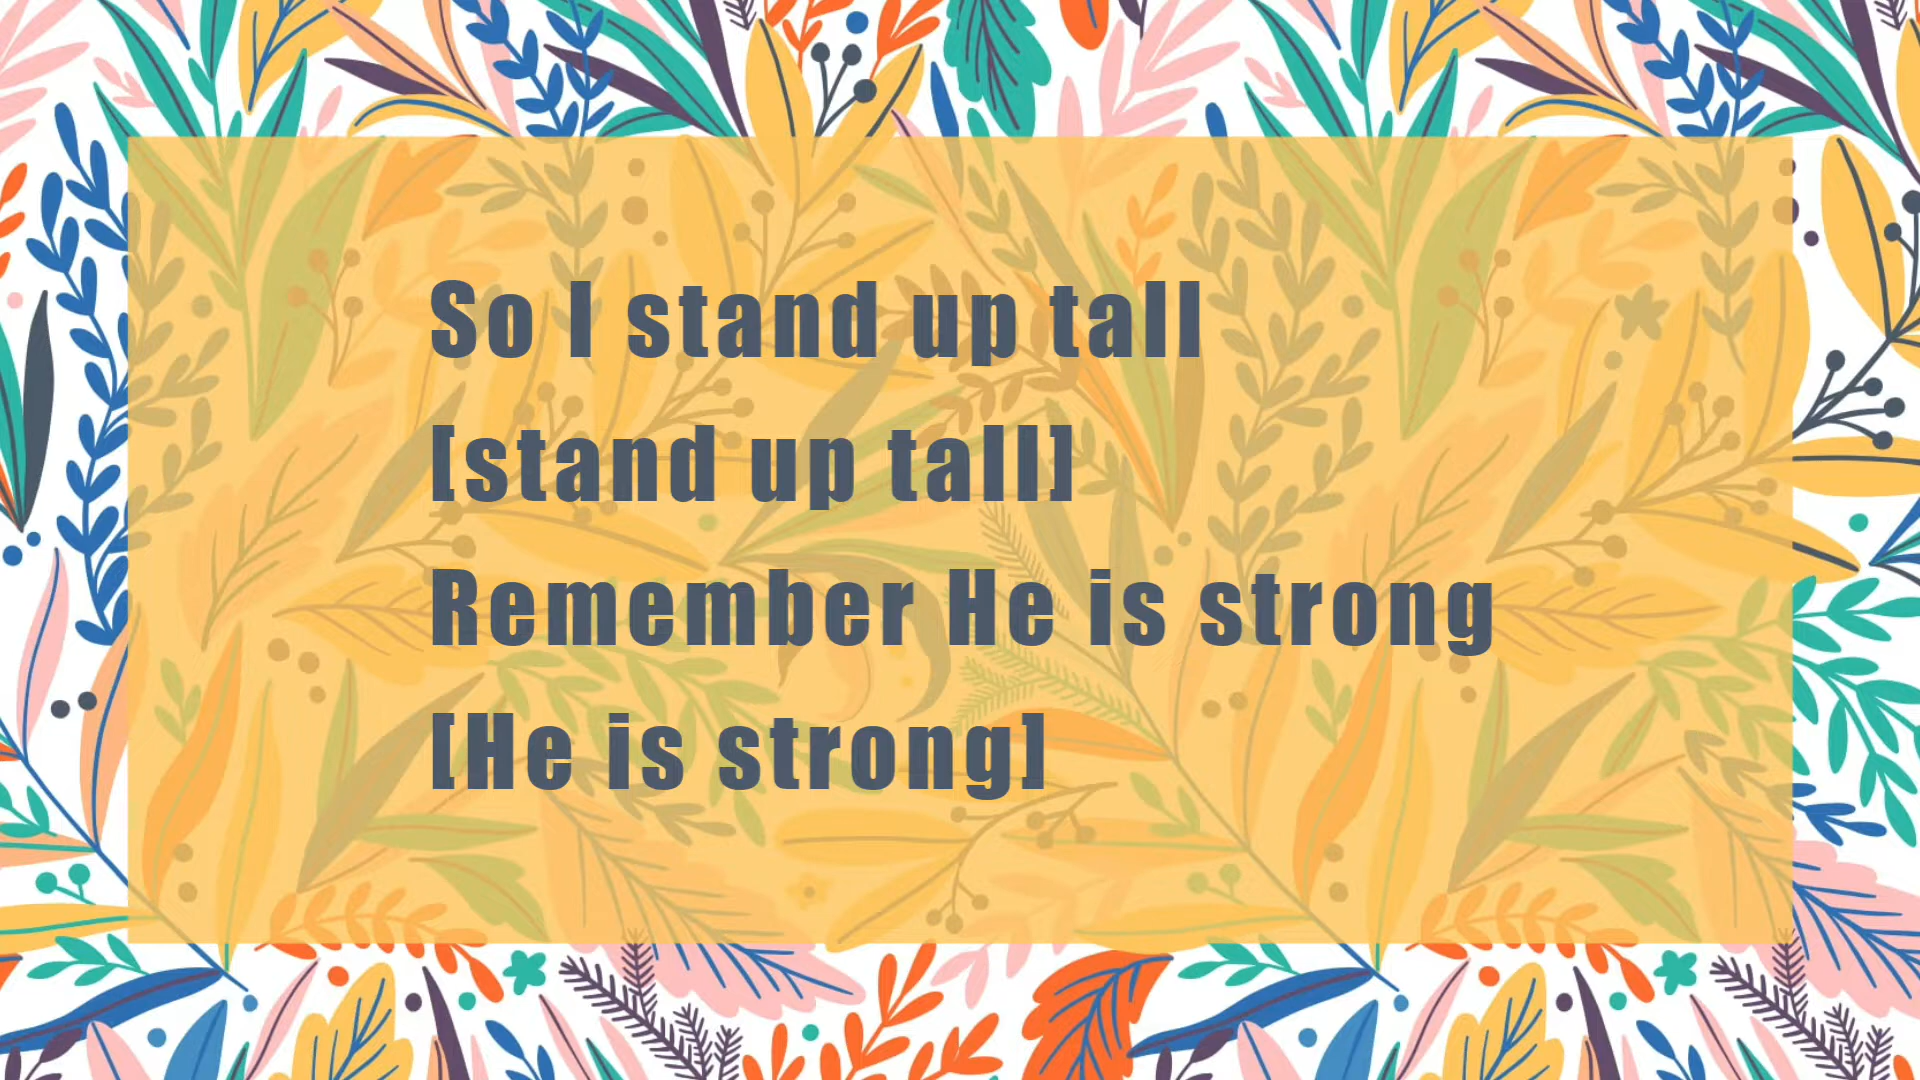 So I stand up tall
[stand up tall]
Remember He is strong
[He is strong]